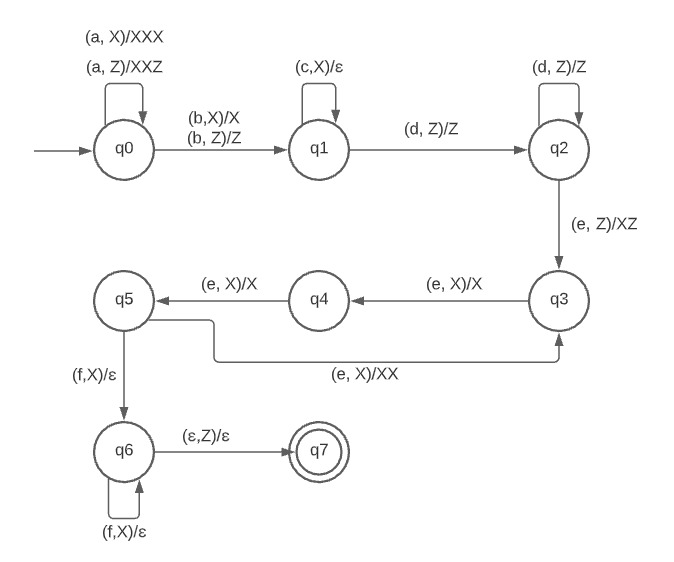 (a, X)/XXX
(a, Z)/XXZ
(c,X)/ε
(d, Z)/Z
(b,X)/X
(b, Z)/Z
(d, Z)/Z
q0
q1
q2
(e, Z)/XZ
(e, X)/X
(e, X)/X
q5
q4
q3
(e, X)/XX
(f,X)/ε
(ε,Z)/ε
q6
q7
(f,X)/ε